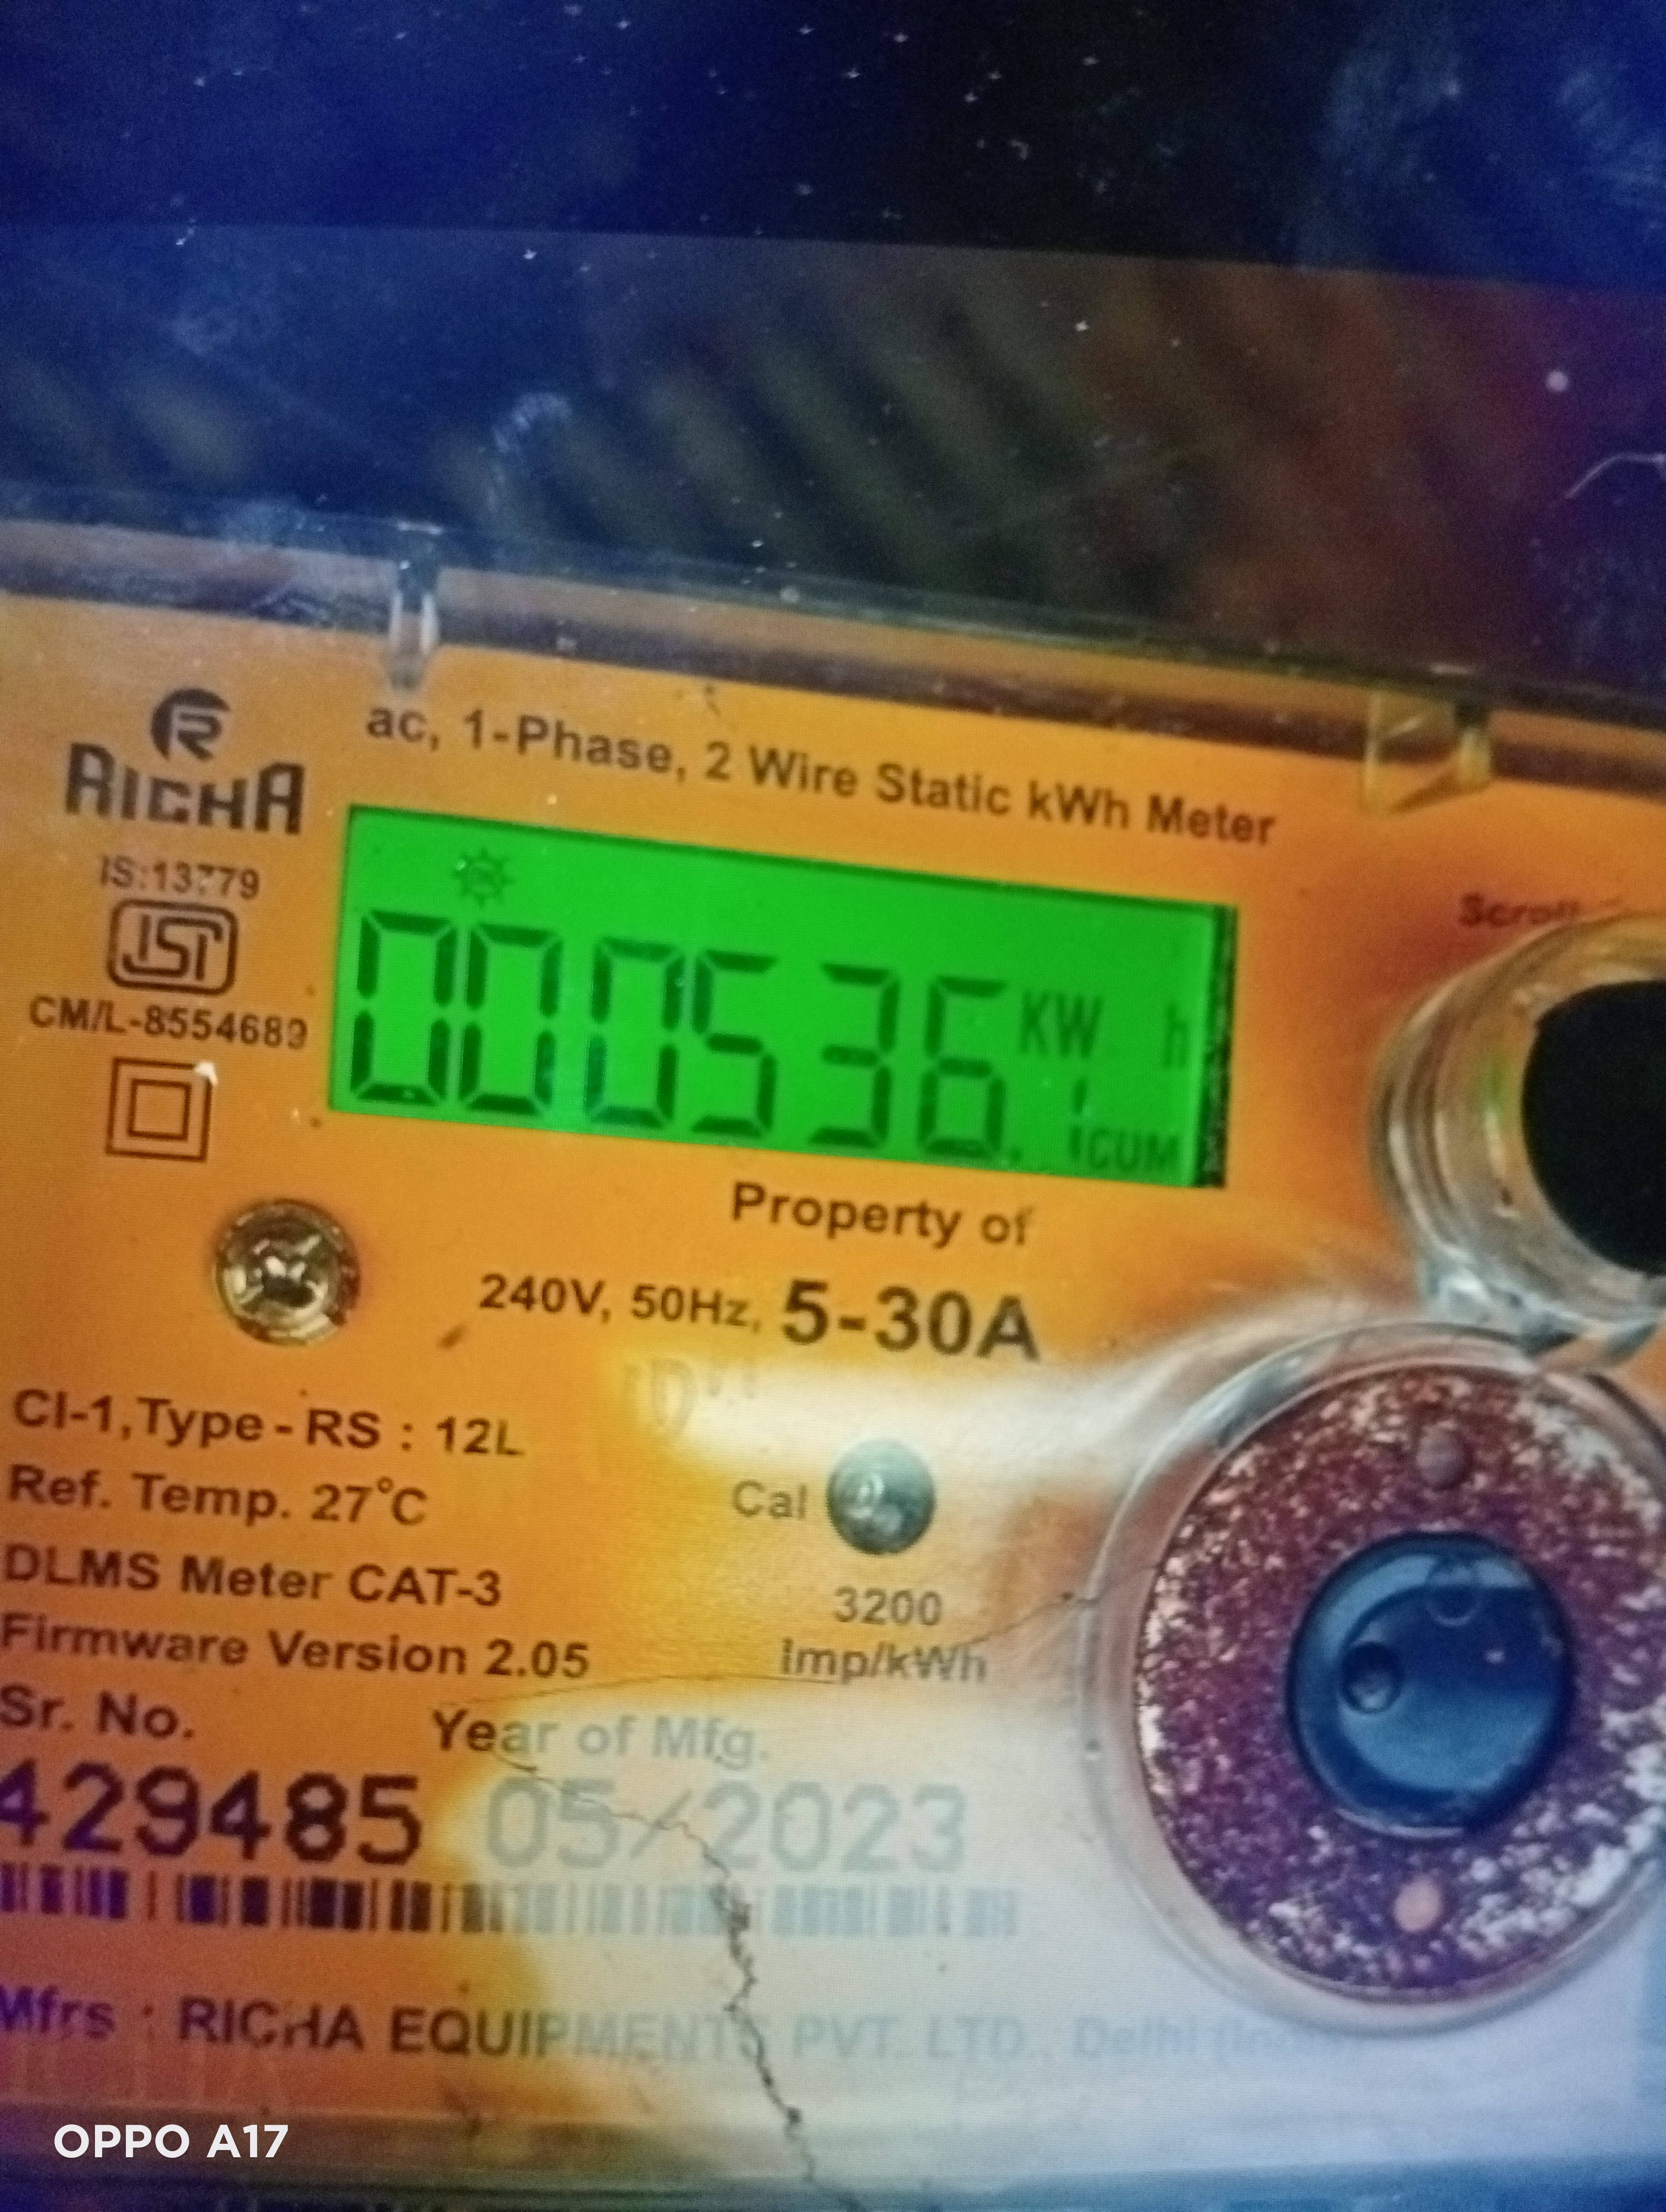 RICHA
ac, 1-Phase, 2 Wire Static kWh Meter
IS:13779
ISI
CM/L-8554689
000536. KW h
CUM
Scroll
Property of
240V, 50Hz, 5-30A
Cl-1,Type-RS : 12L
Ref. Temp. 27°C
Cal
DLMS Meter CAT-3
3200
Imp/kWh
Firmware Version 2.05
Sr. No. Year of Mfg.
429485 05/2023
Mfrs : RICHA EQUIPMENTS PVT. LTD., Delhi
OPPO A17